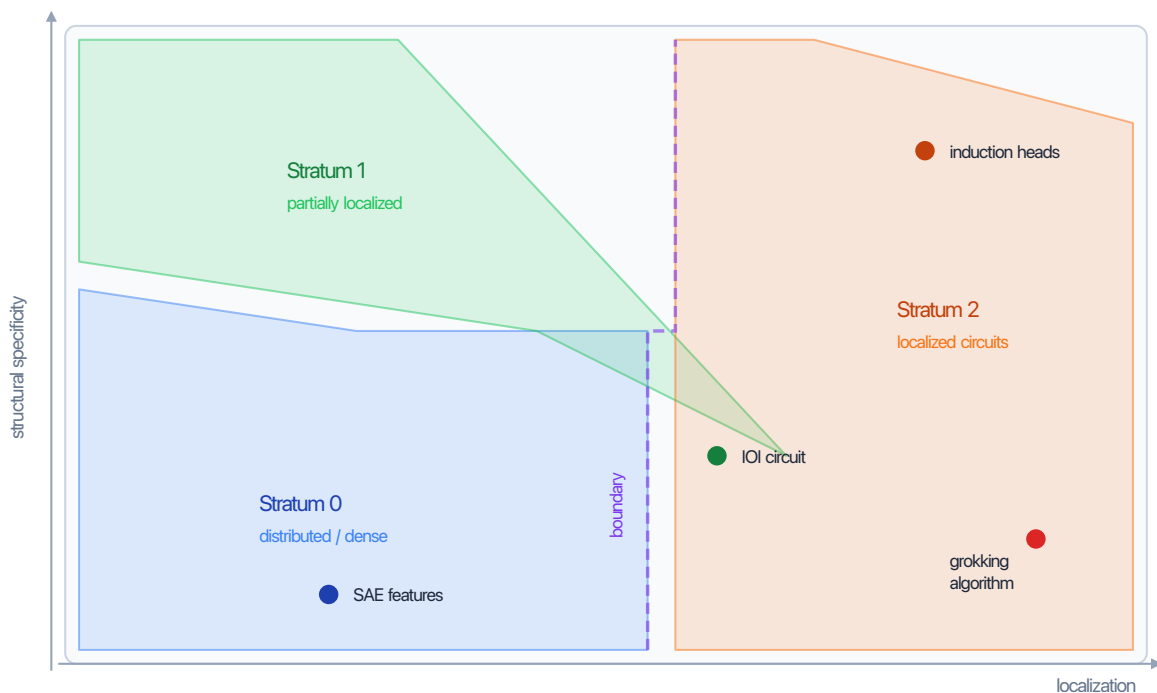 induction heads
Stratum 1
partially localized
structural specificity
Stratum 2
localized circuits
IOI circuit
boundary
Stratum 0
distributed / dense
SAE features
grokking
algorithm
localization